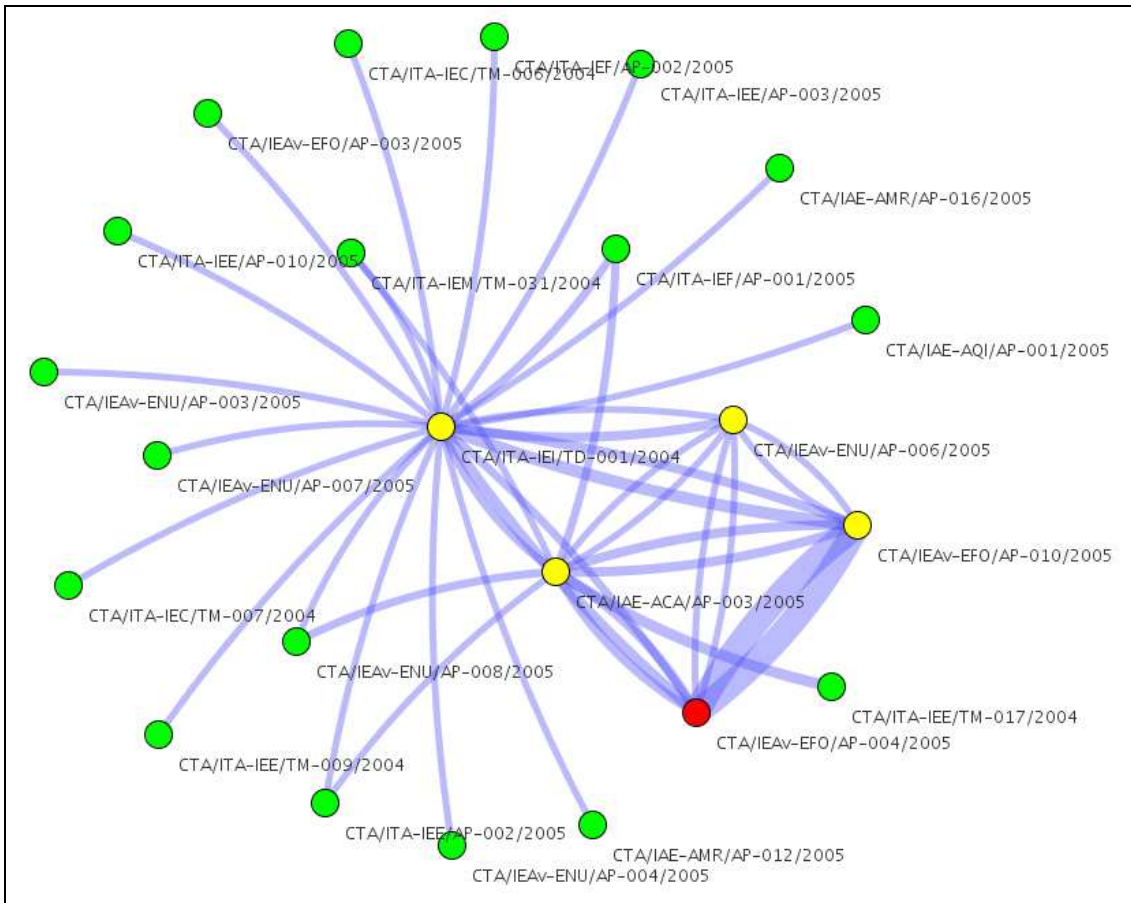 CTA/ITA-IEC/TM-006/2004
CTA/ITA-IEF/AP-002/2005
CTA/ITA-IEE/AP-003/2005
CTA/IEAv-EFO/AP-003/2005
CTA/IAE-AMR/AP-016/2005
CTA/ITA-IEE/AP-010/2005
CTA/ITA-IEM/TM-031/2004
CTA/ITA-IEF/AP-001/2005
CTA/IAE-AQI/AP-001/2005
CTA/IEAv-ENU/AP-003/2005
CTA/ITA-IEI/TD-001/2004
CTA/IEAv-ENU/AP-006/2005
CTA/IEAv-ENU/AP-007/2005
CTA/IEAv-EFO/AP-010/2005
CTA/IAE-ACA/AP-003/2005
CTA/ITA-IEC/TM-007/2004
CTA/IEAv-ENU/AP-008/2005
CTA/ITA-IEE/TM-017/2004
CTA/IEAv-EFO/AP-004/2005
CTA/ITA-IEE/TM-009/2004
CTA/ITA-IEE/AP-002/2005
CTA/IAE-AMR/AP-012/2005
CTA/IEAv-ENU/AP-004/2005